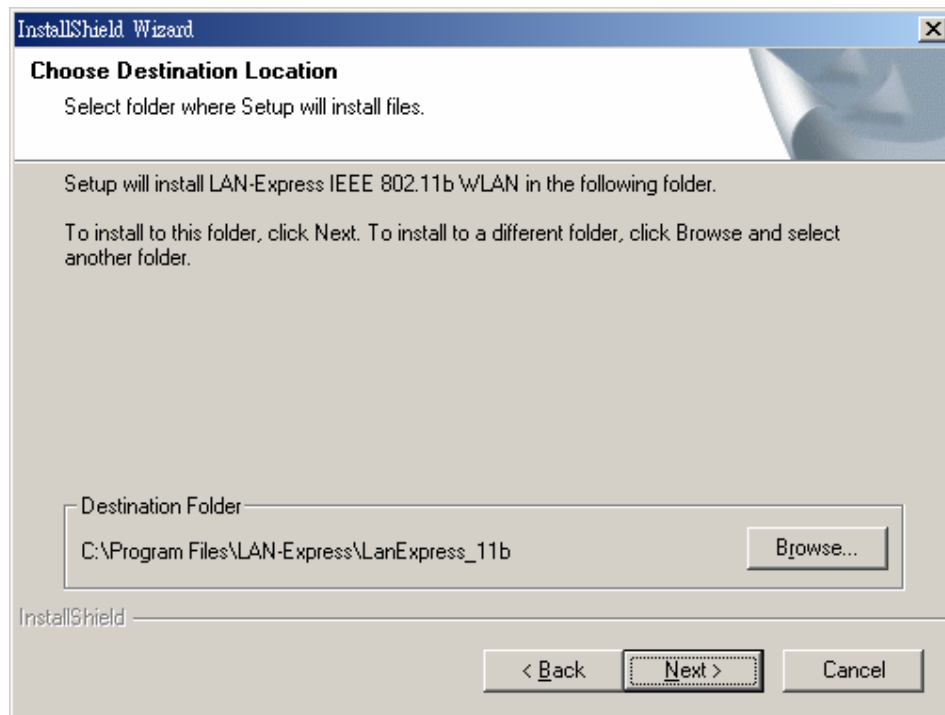 InstallShield Wizard
Choose Destination Location
Select folder where Setup will install files.
Setup will install LAN-Express IEEE 802.11b WLAN in the following folder.
To install to this folder, click Next. To install to a different folder, click Browse and select
another folder.
Destination Folder
C:\Program Files\LAN-Express\LanExpress_11b
Browse...
InstallShield
< Back
Next >
Cancel